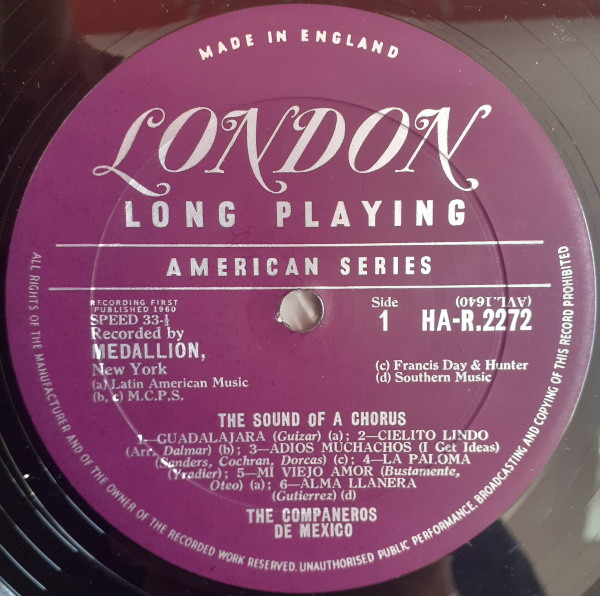 MADE IN ENGLAND
LONDON
LONG PLAYING
AMERICAN SERIES
RECORDING FIRST
PUBLISHED 1960
SPEED 33-⅓
Recorded by
MEDALLION,
New York
(a) Latin American Music
(b, c) M.C.P.S.
Side
1
(AVL.1640)
HA-R.2272
(c) Francis Day & Hunter
(d) Southern Music
THE SOUND OF A CHORUS
1—GUADALAJARA (Guizar) (a); 2—CIELITO LINDO
(Arr. Dalmar) (b); 3—ADIOS MUCHACHOS (I Get Ideas)
(Sanders, Cochran, Dorcas) (c); 4—LA PALOMA
(Yradier); 5—MI VIEJO AMOR (Bustamente,
Oteo) (a); 6—ALMA LLANERA
(Gutierrez) (d)
THE COMPANEROS
DE MEXICO
ALL RIGHTS OF THE MANUFACTURER AND OF THE OWNER OF THE RECORDED WORK RESERVED. UNAUTHORISED PUBLIC PERFORMANCE, BROADCASTING AND COPYING OF THIS RECORD PROHIBITED